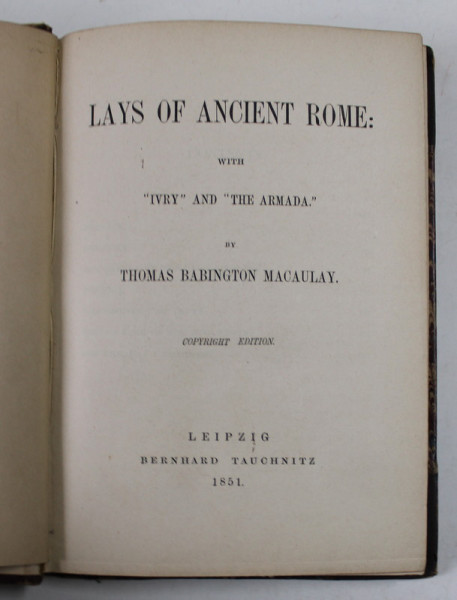 LAYS OF ANCIENT ROME:
WITH
"IVRY" AND "THE ARMADA."
BY
THOMAS BABINGTON MACAULAY.
COPYRIGHT EDITION.
LEIPZIG
BERNHARD TAUCHNITZ
1851.